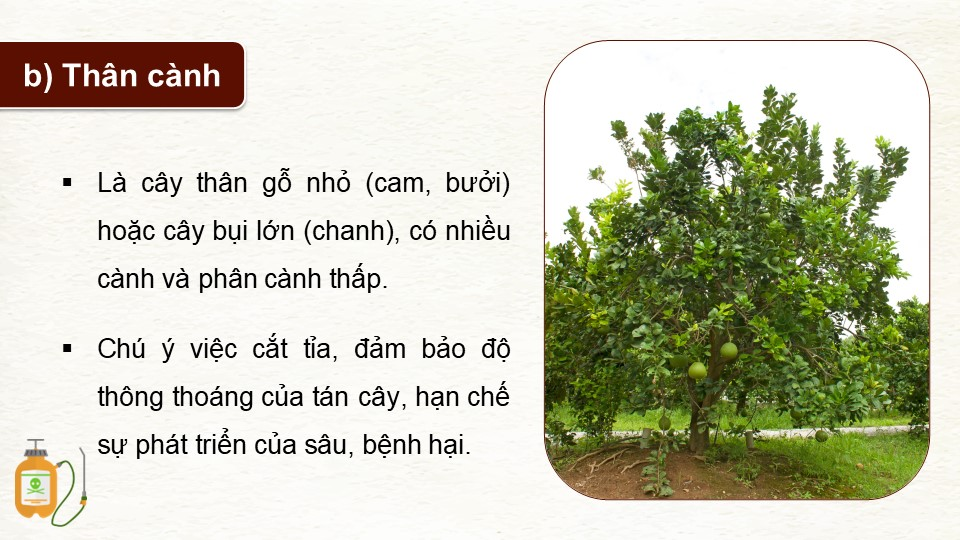 b) Thân cành
▪ Là cây thân gỗ nhỏ (cam, bưởi)
hoặc cây bụi lớn (chanh), có nhiều
cành và phân cành thấp.
▪ Chú ý việc cắt tỉa, đảm bảo độ
thông thoáng của tán cây, hạn chế
sự phát triển của sâu, bệnh hại.